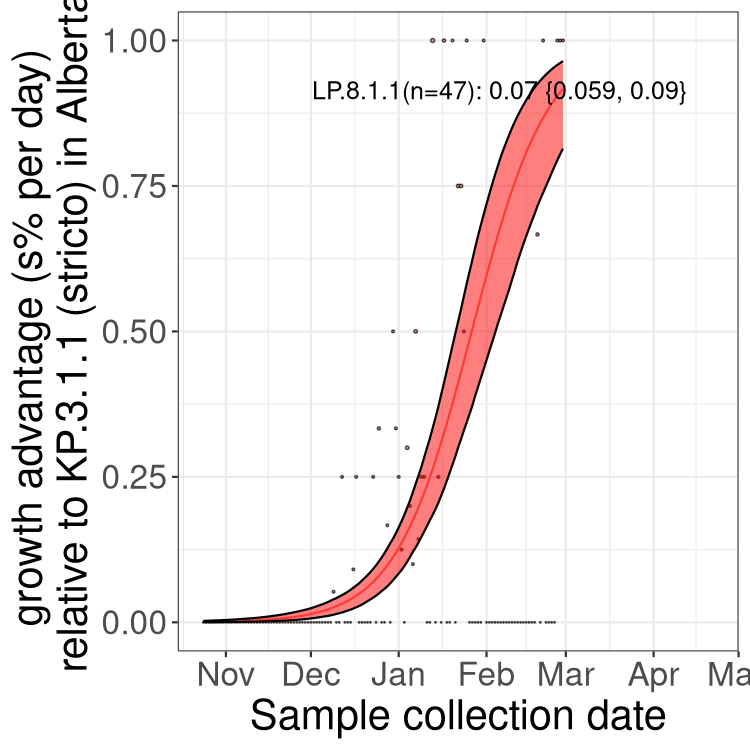 growth advantage (s% per day)
relative to KP.3.1.1 (stricto) in Alberta
1.00
0.75
0.50
0.25
0.00
LP.8.1.1(n=47): 0.07 {0.059, 0.09}
Nov Dec Jan Feb Mar Apr Ma
Sample collection date